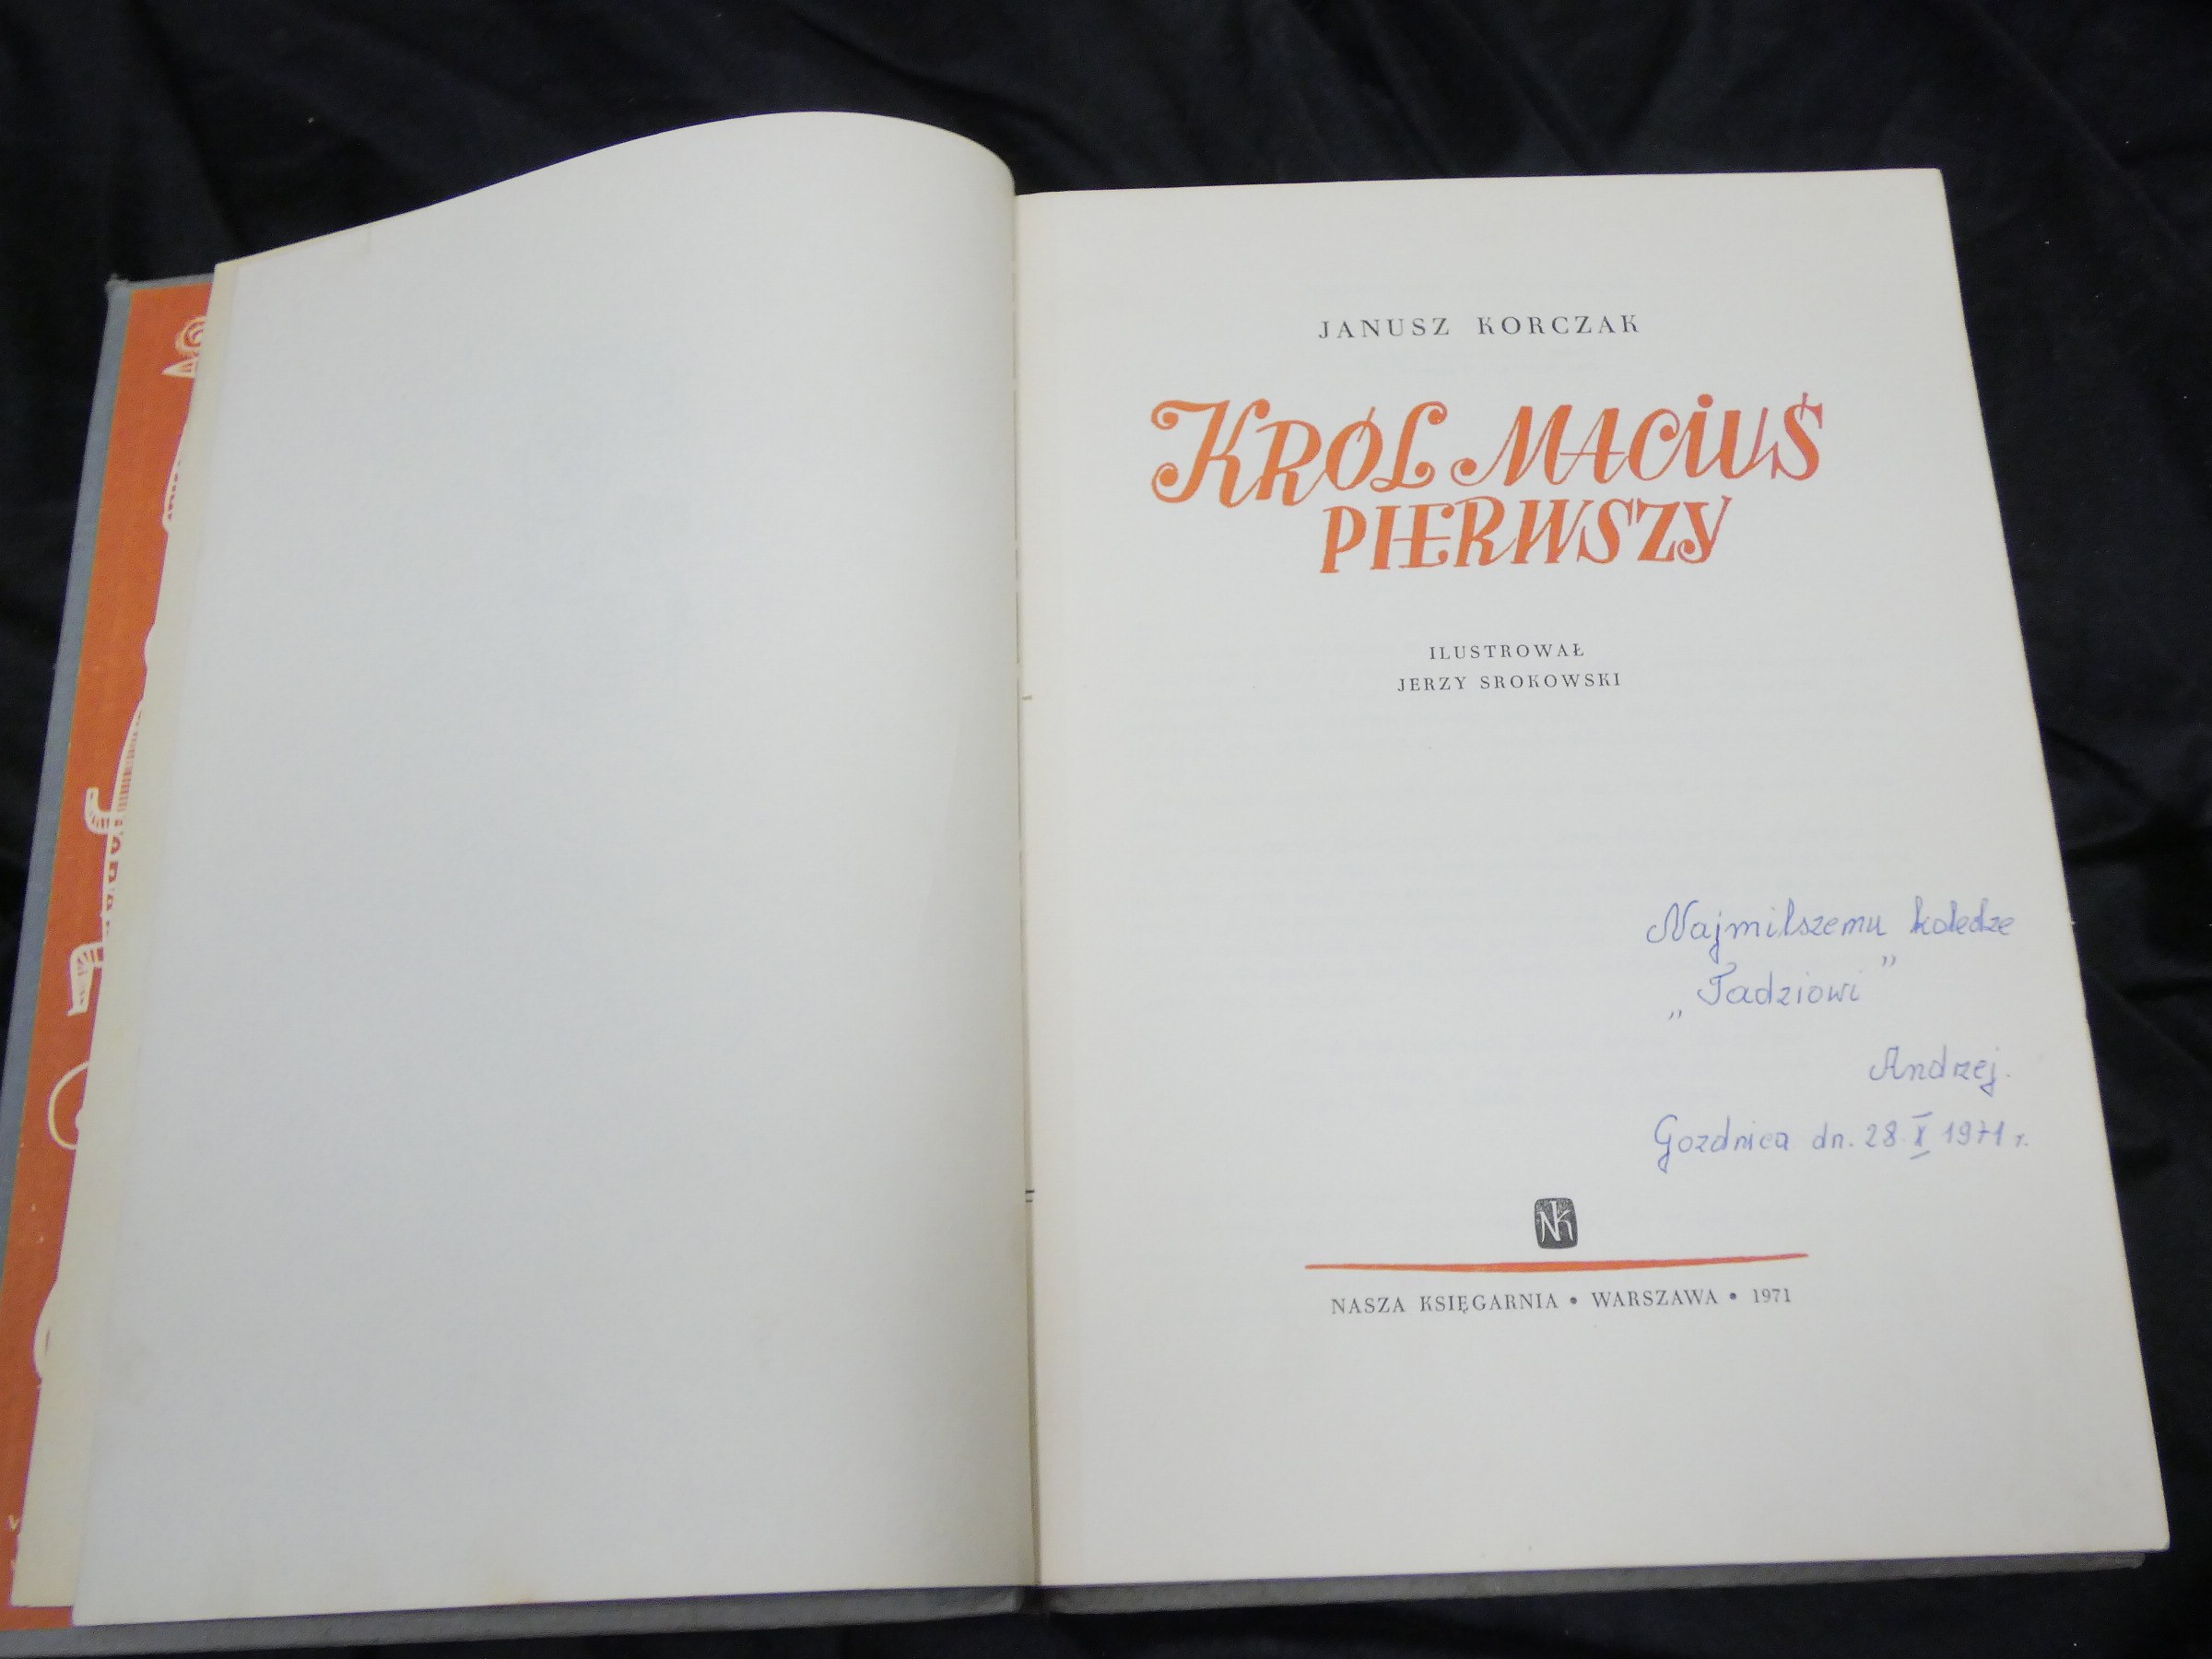 JANUSZ KORCZAK
KRÓL MACIUŚ
PIERWSZY
ILUSTROWAŁ
JERZY SROKOWSKI
Najmilszemu koledze
„Tadziowi”
Andrzej.
Gozdnica dn. 28 X 1971 r.
NK
NASZA KSIĘGARNIA • WARSZAWA • 1971